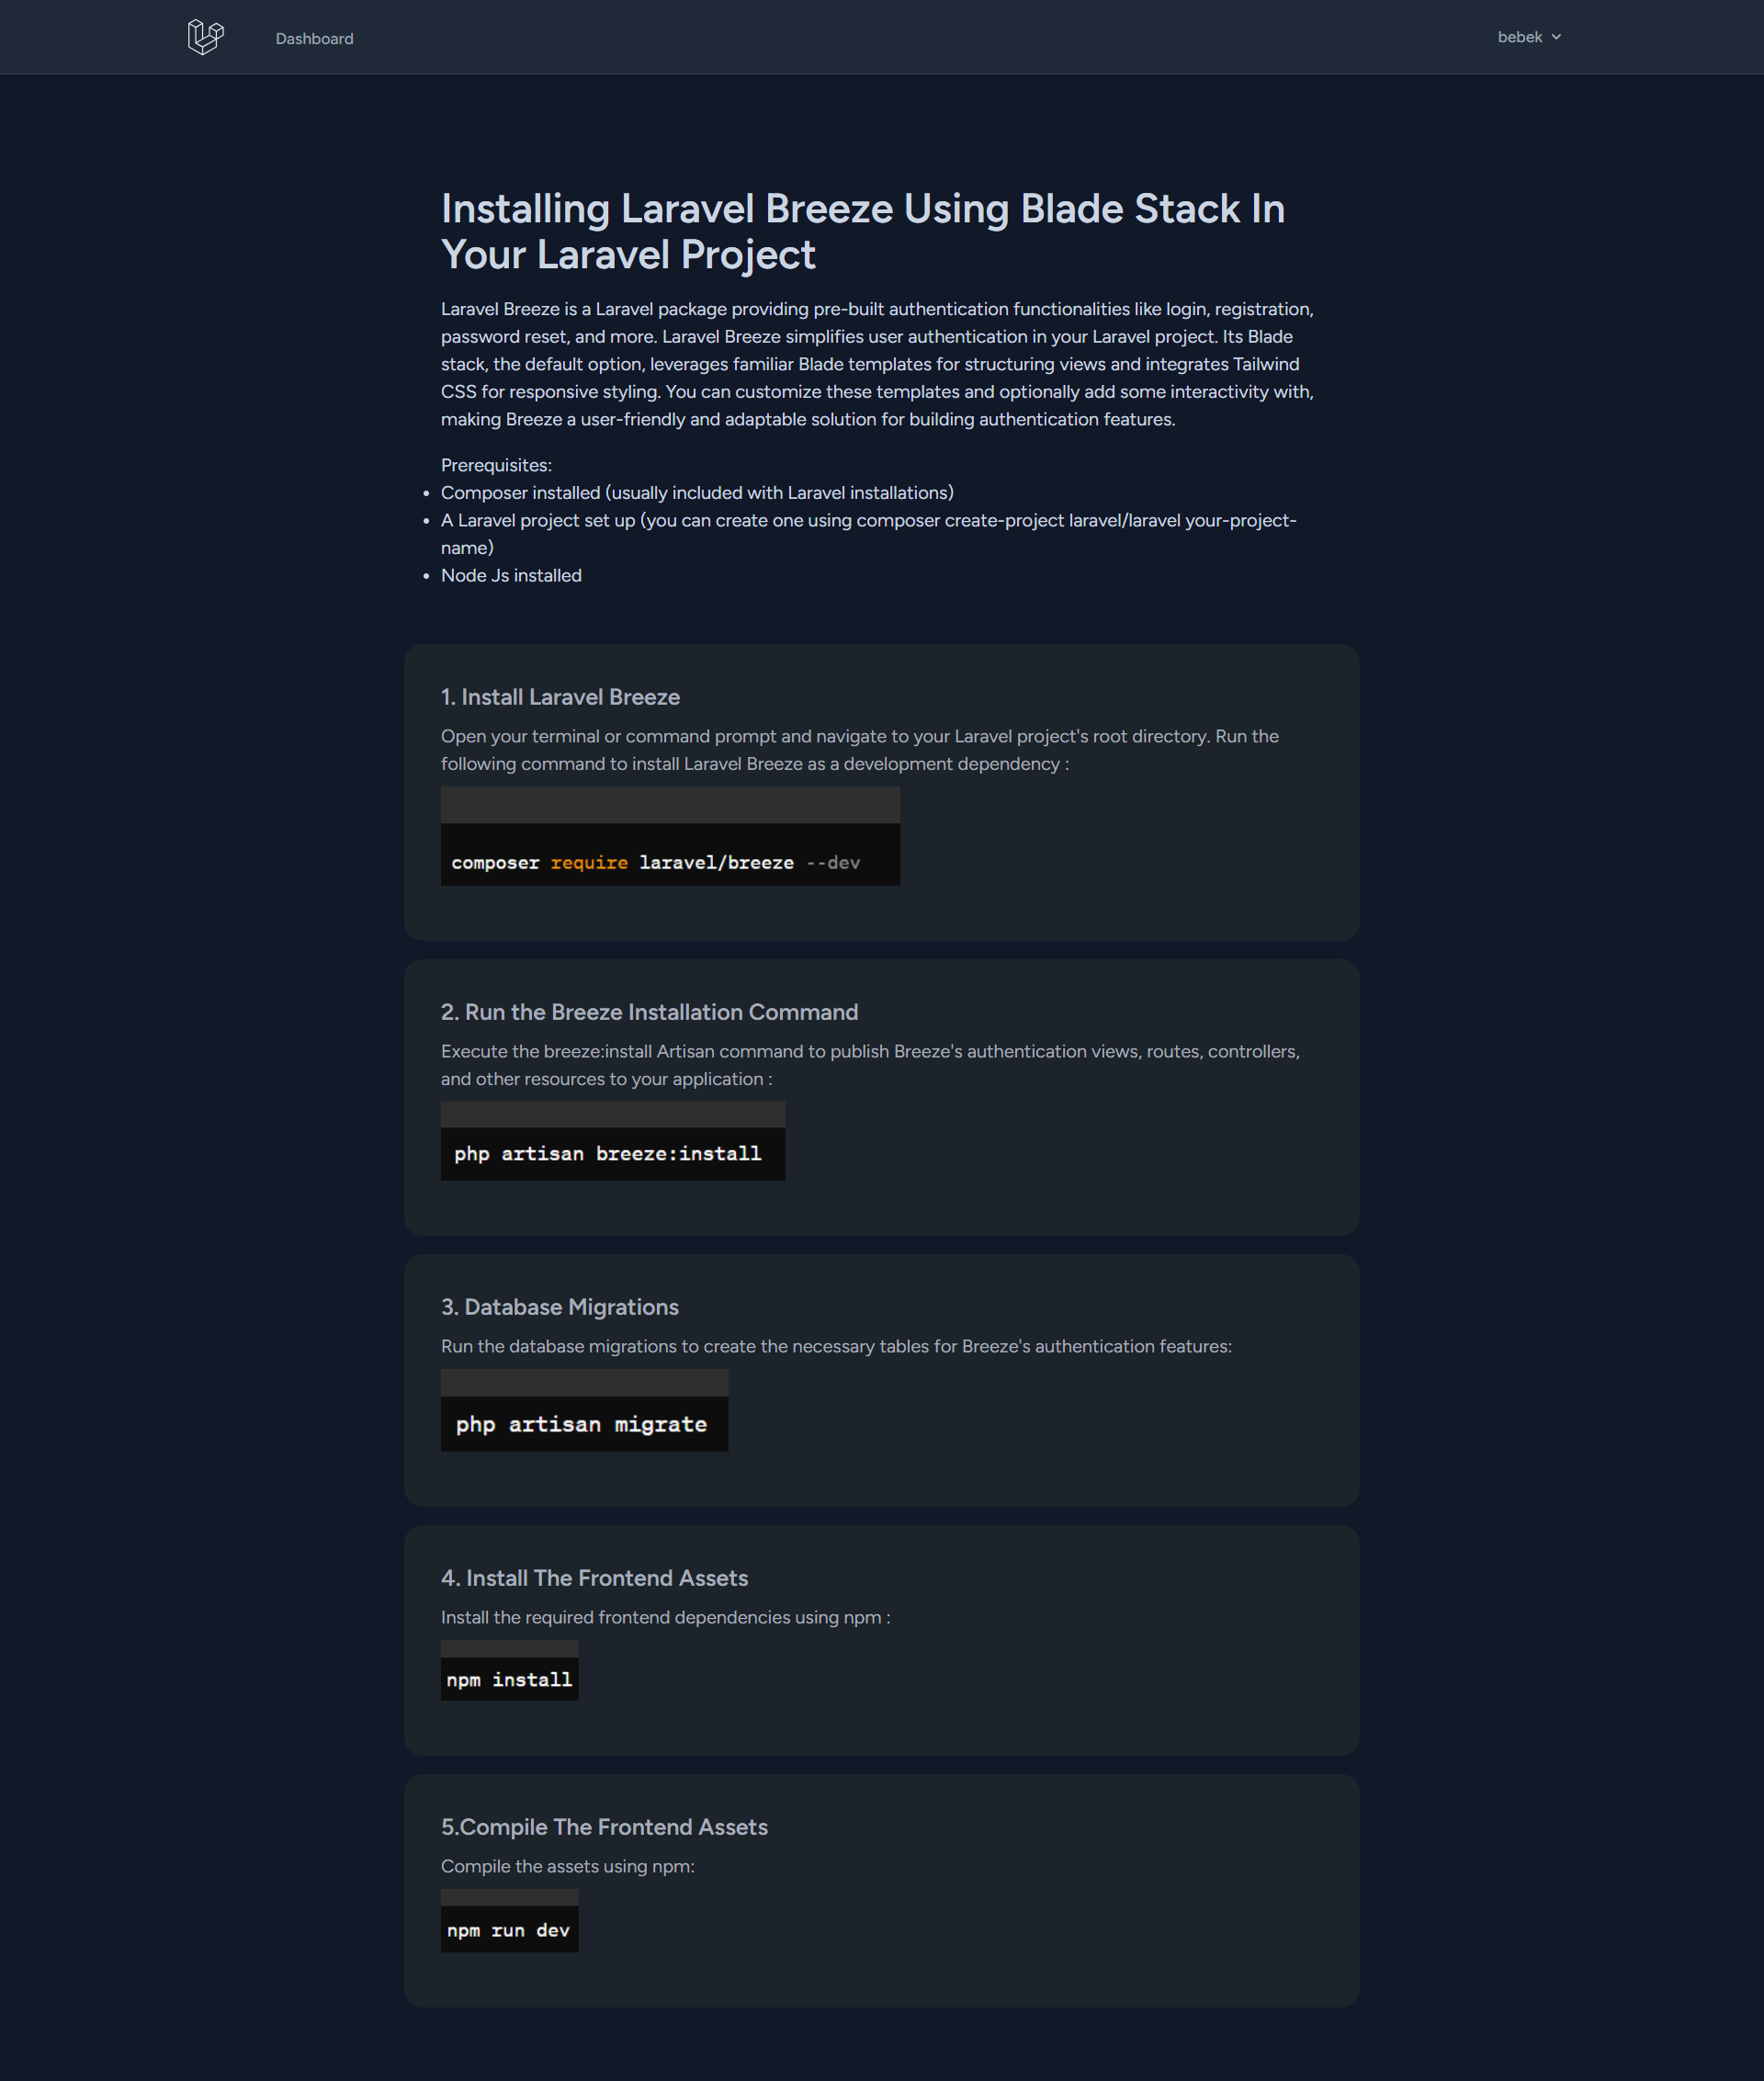 Dashboard
bebek
Installing Laravel Breeze Using Blade Stack In
Your Laravel Project
Laravel Breeze is a Laravel package providing pre-built authentication functionalities like login, registration,
password reset, and more. Laravel Breeze simplifies user authentication in your Laravel project. Its Blade
stack, the default option, leverages familiar Blade templates for structuring views and integrates Tailwind
CSS for responsive styling. You can customize these templates and optionally add some interactivity with,
making Breeze a user-friendly and adaptable solution for building authentication features.
Prerequisites:
• Composer installed (usually included with Laravel installations)
• A Laravel project set up (you can create one using composer create-project laravel/laravel your-project-
name)
• Node Js installed
1. Install Laravel Breeze
Open your terminal or command prompt and navigate to your Laravel project's root directory. Run the
following command to install Laravel Breeze as a development dependency :
composer require laravel/breeze --dev
2. Run the Breeze Installation Command
Execute the breeze:install Artisan command to publish Breeze's authentication views, routes, controllers,
and other resources to your application :
php artisan breeze:install
3. Database Migrations
Run the database migrations to create the necessary tables for Breeze's authentication features:
php artisan migrate
4. Install The Frontend Assets
Install the required frontend dependencies using npm :
npm install
5.Compile The Frontend Assets
Compile the assets using npm:
npm run dev